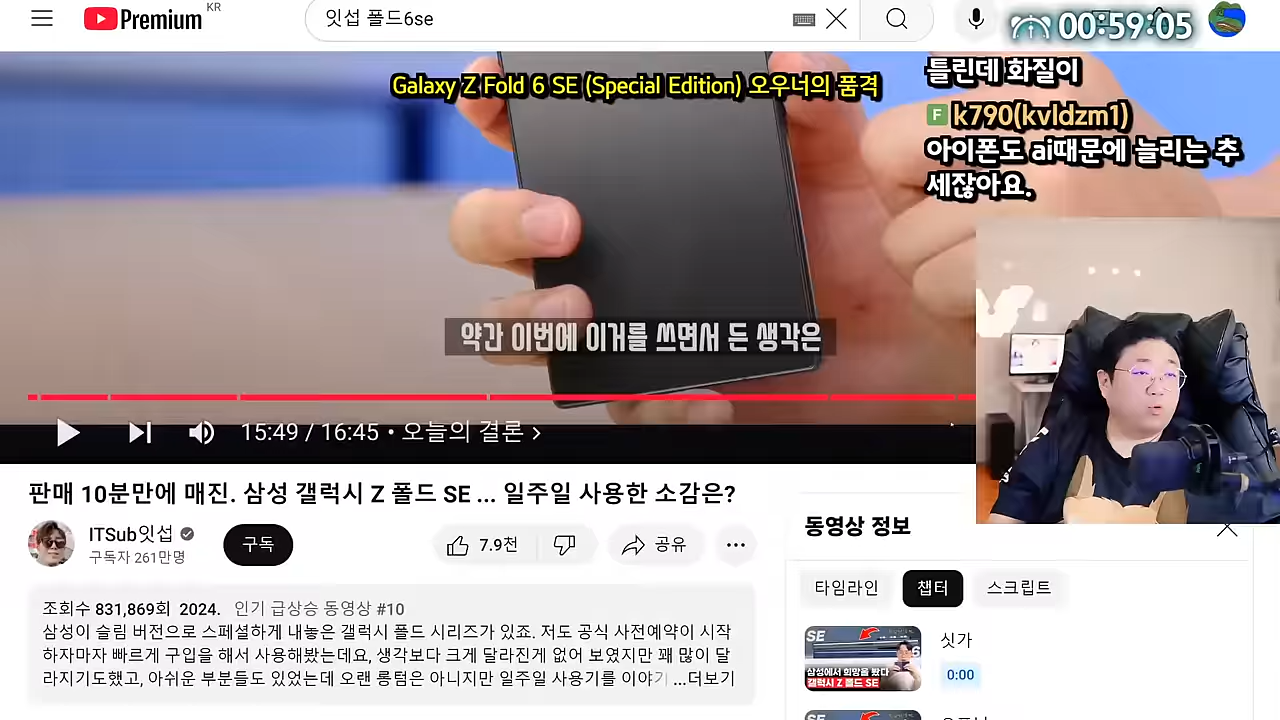 Premium KR
잇섭 폴드6se
00:59:05
Galaxy Z Fold 6 SE (Special Edition) 오우너의 품격
틀린데 화질이
F k790(kvldzm1)
아이폰도 ai때문에 늘리는 추
세잖아요.
약간 이번에 이거를 쓰면서 든 생각은
15:49 / 16:45 • 오늘의 결론 >
판매 10분만에 매진. 삼성 갤럭시 Z 폴드 SE ... 일주일 사용한 소감은?
ITSub잇섭
구독자 261만명
구독
7.9천
공유
조회수 831,869회 2024. 인기 급상승 동영상 #10
삼성이 슬림 버전으로 스페셜하게 내놓은 갤럭시 폴드 시리즈가 있죠. 저도 공식 사전예약이 시작
하자마자 빠르게 구입을 해서 사용해봤는데요, 생각보다 크게 달라진게 없어 보였지만 꽤 많이 달
라지기도했고, 아쉬운 부분들도 있었는데 오랜 롱텀은 아니지만 일주일 사용기를 이야기 ...더보기
동영상 정보
타임라인
챕터
스크립트
SE
삼성에서 희망을 봤다
갤럭시 Z 폴드 SE
싯가
0:00
SE